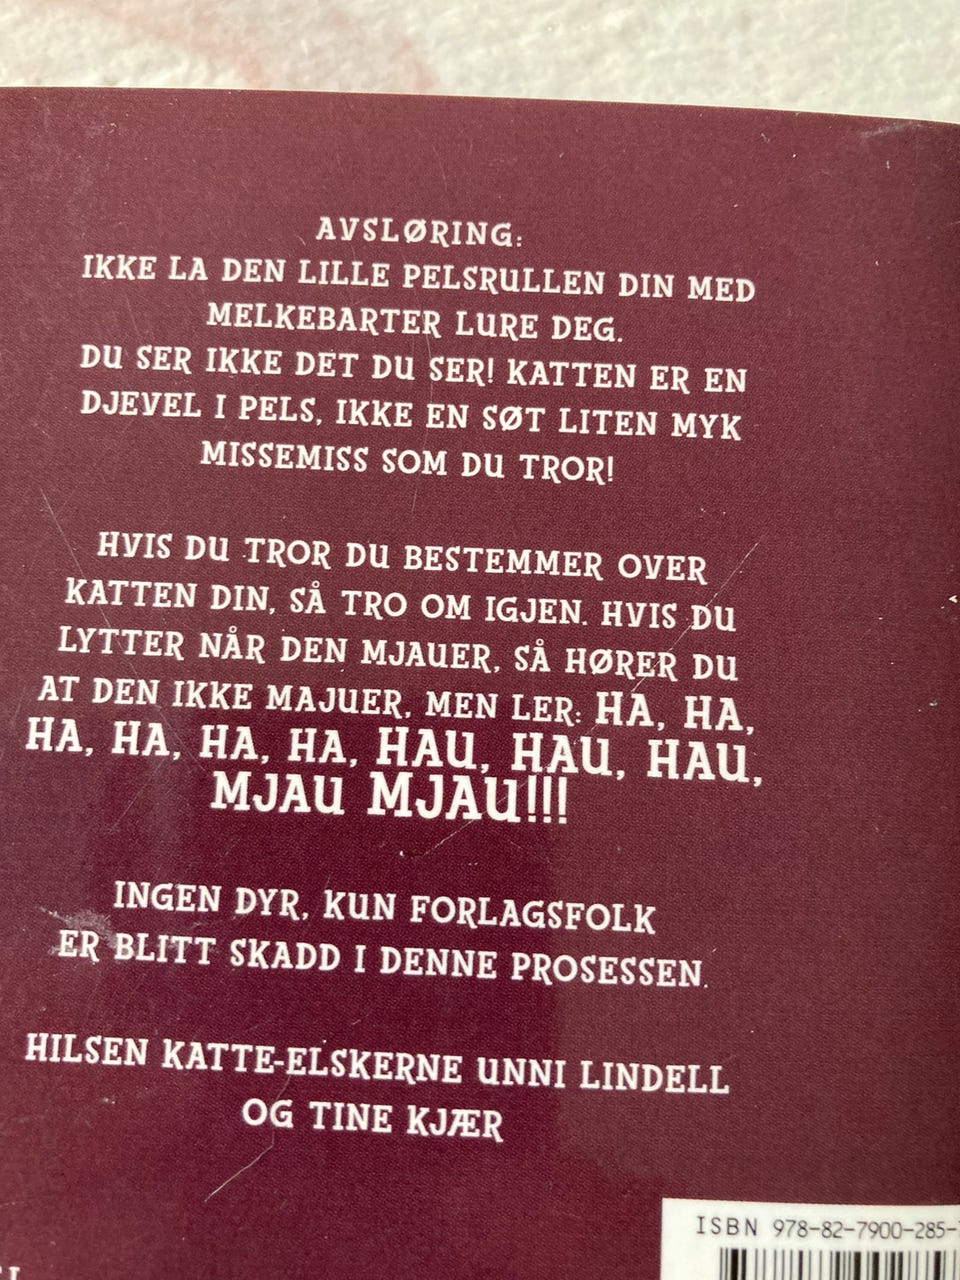 AVSLØRING:
IKKE LA DEN LILLE PELSRULLEN DIN MED
MELKEBARTER LURE DEG.
DU SER IKKE DET DU SER! KATTEN ER EN
DJEVEL I PELS, IKKE EN SØT LITEN MYK
MISSEMISS SOM DU TROR!
HVIS DU TROR DU BESTEMMER OVER
KATTEN DIN, SÅ TRO OM IGJEN. HVIS DU
LYTTER NÅR DEN MJAUER, SÅ HØRER DU
AT DEN IKKE MAJUER, MEN LER: HA, HA,
HA, HA, HA, HA, HAU, HAU, HAU,
MJAU MJAU!!!
INGEN DYR, KUN FORLAGSFOLK
ER BLITT SKADD I DENNE PROSESSEN.
HILSEN KATTE-ELSKERNE UNNI LINDELL
OG TINE KJÆR
ISBN 978-82-7900-285-